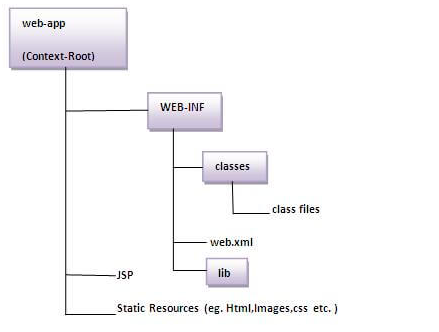 web-app
(Context-Root)
WEB-INF
classes
class files
web.xml
lib
JSP
Static Resources (eg. Html,Images,css etc. )